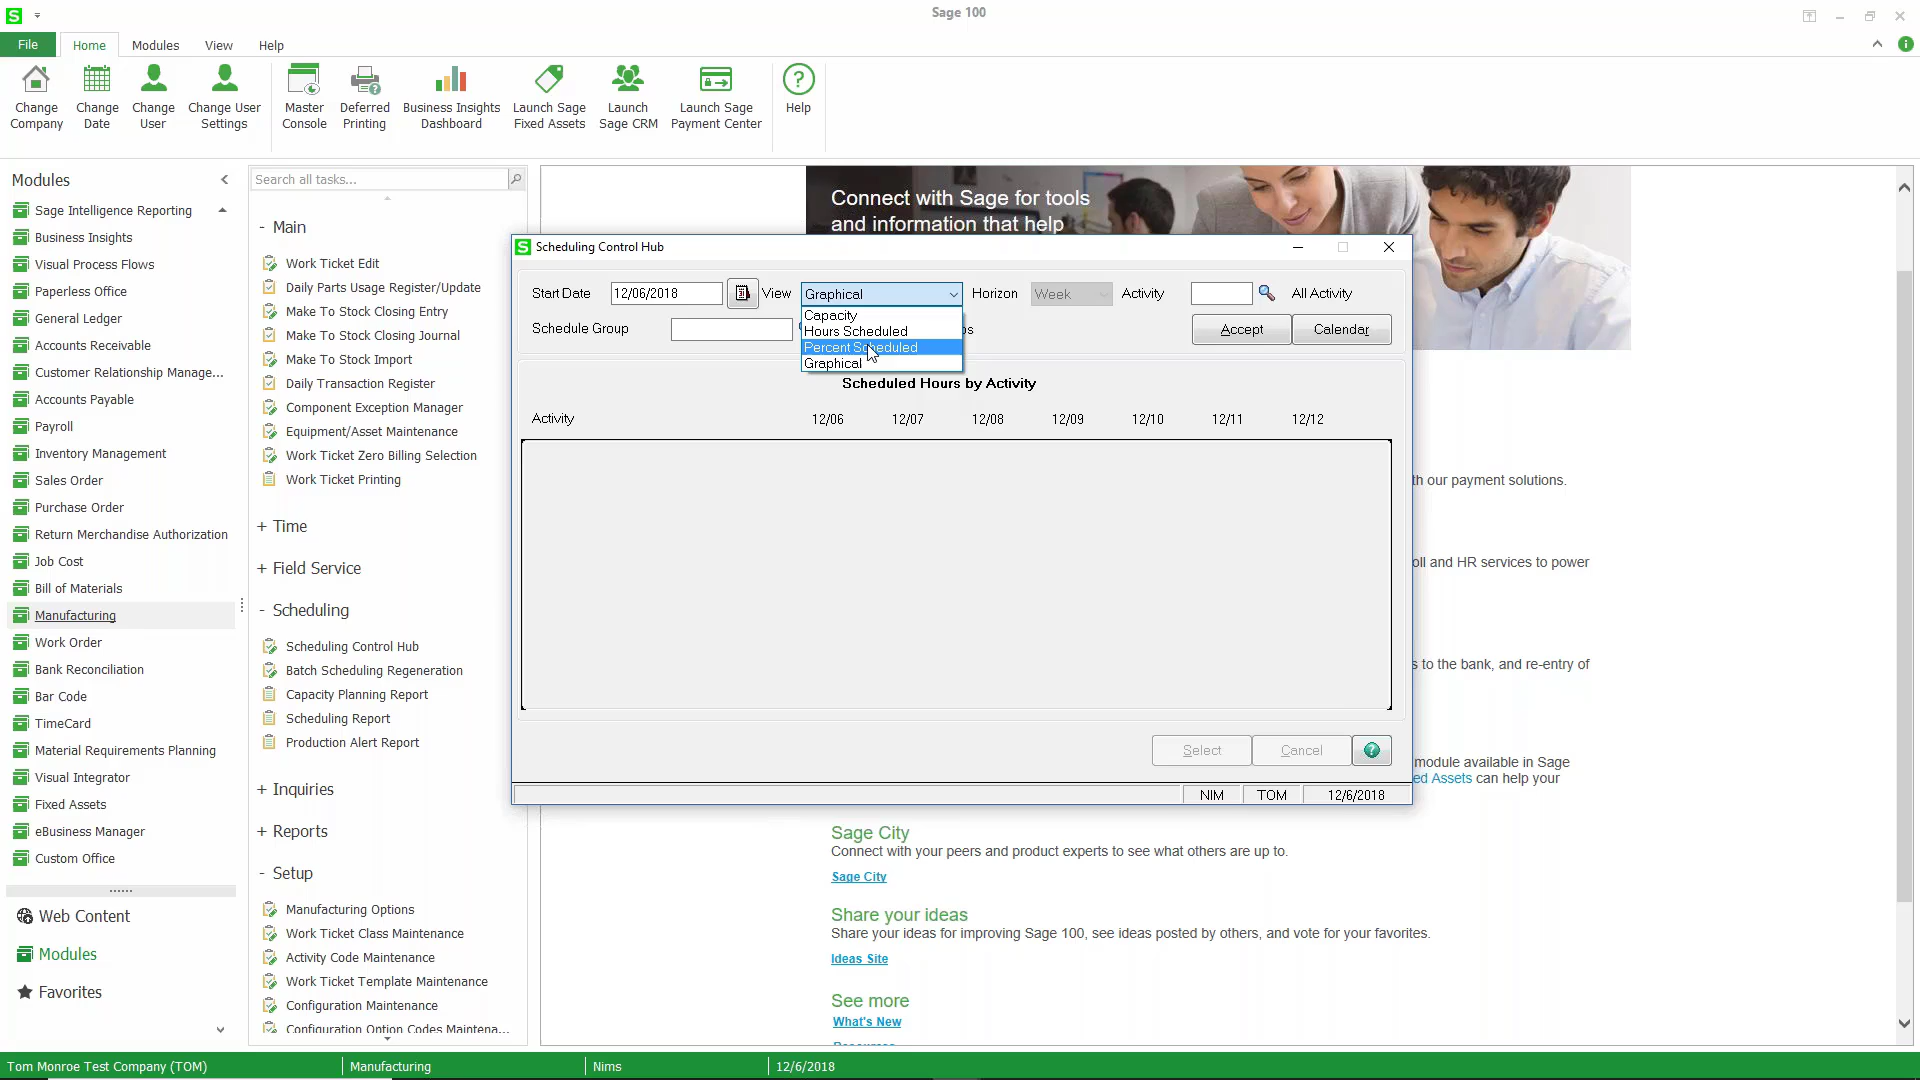 Sage 100
File
Home
Modules
View
Help
Change
Company
Change
Date
Change
User
Change User
Settings
Master
Console
Deferred
Printing
Business Insights
Dashboard
Launch Sage
Fixed Assets
Launch
Sage CRM
Launch Sage
Payment Center
Help
Modules
Sage Intelligence Reporting
Business Insights
Visual Process Flows
Paperless Office
General Ledger
Accounts Receivable
Customer Relationship Manage...
Accounts Payable
Payroll
Inventory Management
Sales Order
Purchase Order
Return Merchandise Authorization
Job Cost
Bill of Materials
Manufacturing
Work Order
Bank Reconciliation
Bar Code
TimeCard
Material Requirements Planning
Visual Integrator
Fixed Assets
eBusiness Manager
Custom Office
Web Content
Modules
Favorites
Search all tasks...
- Main
Work Ticket Edit
Daily Parts Usage Register/Update
Make To Stock Closing Entry
Make To Stock Closing Journal
Make To Stock Import
Daily Transaction Register
Component Exception Manager
Equipment/Asset Maintenance
Work Ticket Zero Billing Selection
Work Ticket Printing
+ Time
+ Field Service
- Scheduling
Scheduling Control Hub
Batch Scheduling Regeneration
Capacity Planning Report
Scheduling Report
Production Alert Report
+ Inquiries
+ Reports
- Setup
Manufacturing Options
Work Ticket Class Maintenance
Activity Code Maintenance
Work Ticket Template Maintenance
Configuration Maintenance
Configuration Option Codes Maintena...
Connect with Sage for tools
and information that help
Scheduling Control Hub
Start Date 12/06/2018 View Graphical Horizon Week Activity All Activity
Capacity
Hours Scheduled
Percent Scheduled
Graphical
Schedule Group
Accept
Calendar
Scheduled Hours by Activity
Activity 12/06 12/07 12/08 12/09 12/10 12/11 12/12
Select
Cancel
NIM TOM 12/6/2018
th our payment solutions.
oll and HR services to power
s to the bank, and re-entry of
module available in Sage
ed Assets can help your
Sage City
Connect with your peers and product experts to see what others are up to.
Sage City
Share your ideas
Share your ideas for improving Sage 100, see ideas posted by others, and vote for your favorites.
Ideas Site
See more
What's New
Tom Monroe Test Company (TOM)
Manufacturing
Nims
12/6/2018